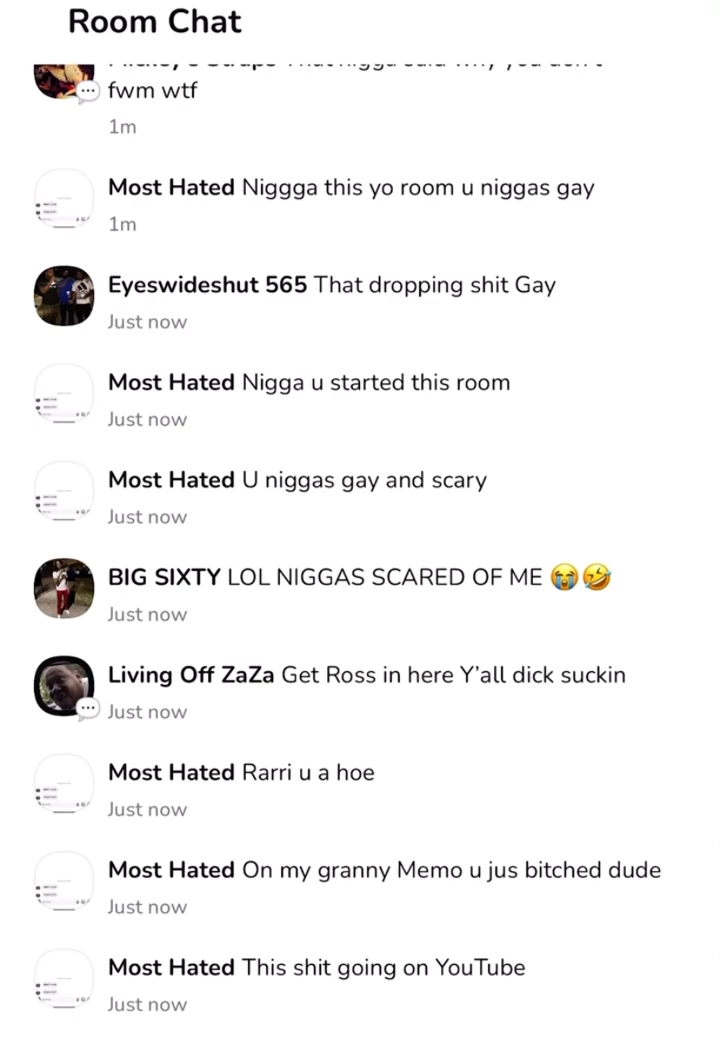 Room Chat
fwm wtf
1m
Most Hated Niggga this yo room u niggas gay
1m
Eyeswideshut 565 That dropping shit Gay
Just now
Most Hated Nigga u started this room
Just now
Most Hated U niggas gay and scary
Just now
BIG SIXTY LOL NIGGAS SCARED OF ME 😭🤣
Just now
Living Off ZaZa Get Ross in here Y'all dick suckin
Just now
Most Hated Rarri u a hoe
Just now
Most Hated On my granny Memo u jus bitched dude
Just now
Most Hated This shit going on YouTube
Just now